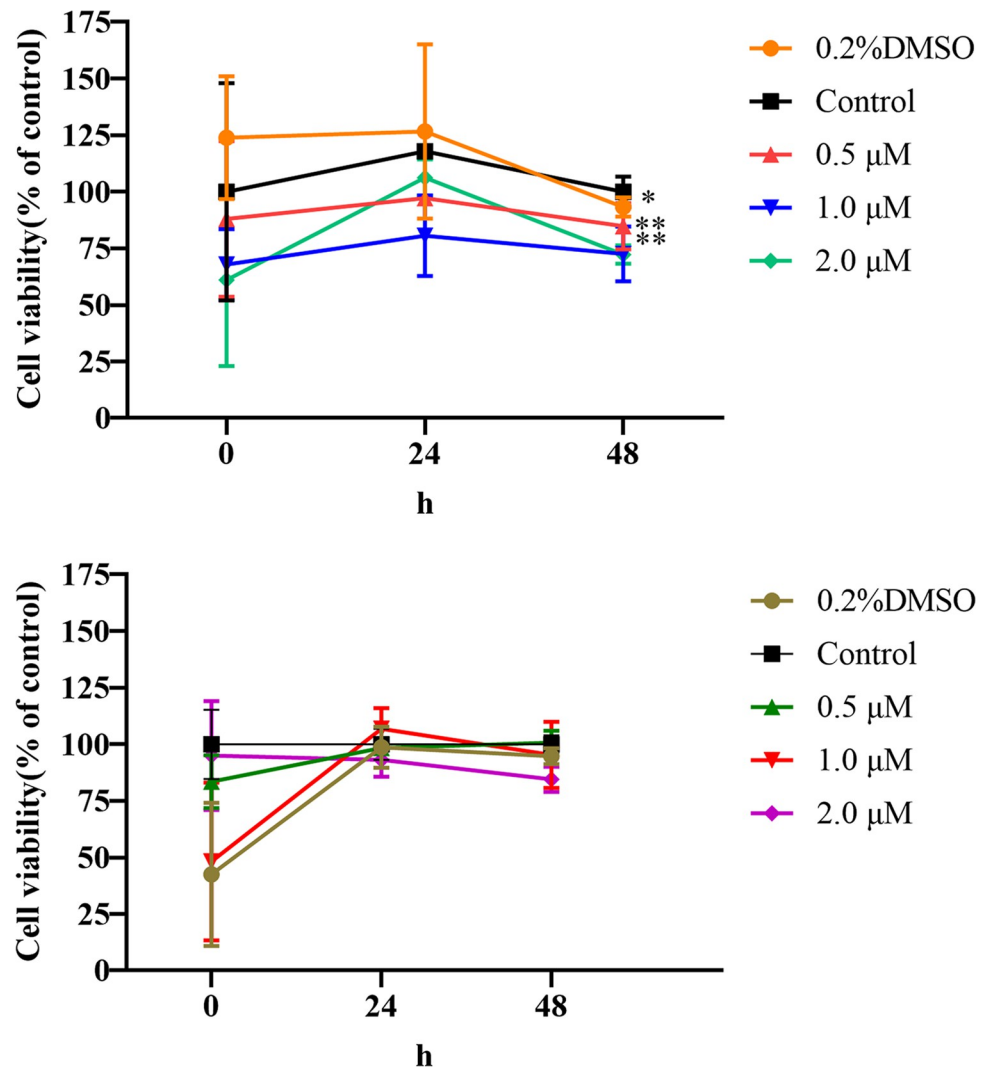 Cell viability(% of control)
175
150
125
100
75
50
25
0
0 24 48
h
0.2%DMSO
Control
0.5 μM
1.0 μM
2.0 μM
*
**
**
Cell viability(% of control)
175
150
125
100
75
50
25
0
0 24 48
h
0.2%DMSO
Control
0.5 μM
1.0 μM
2.0 μM